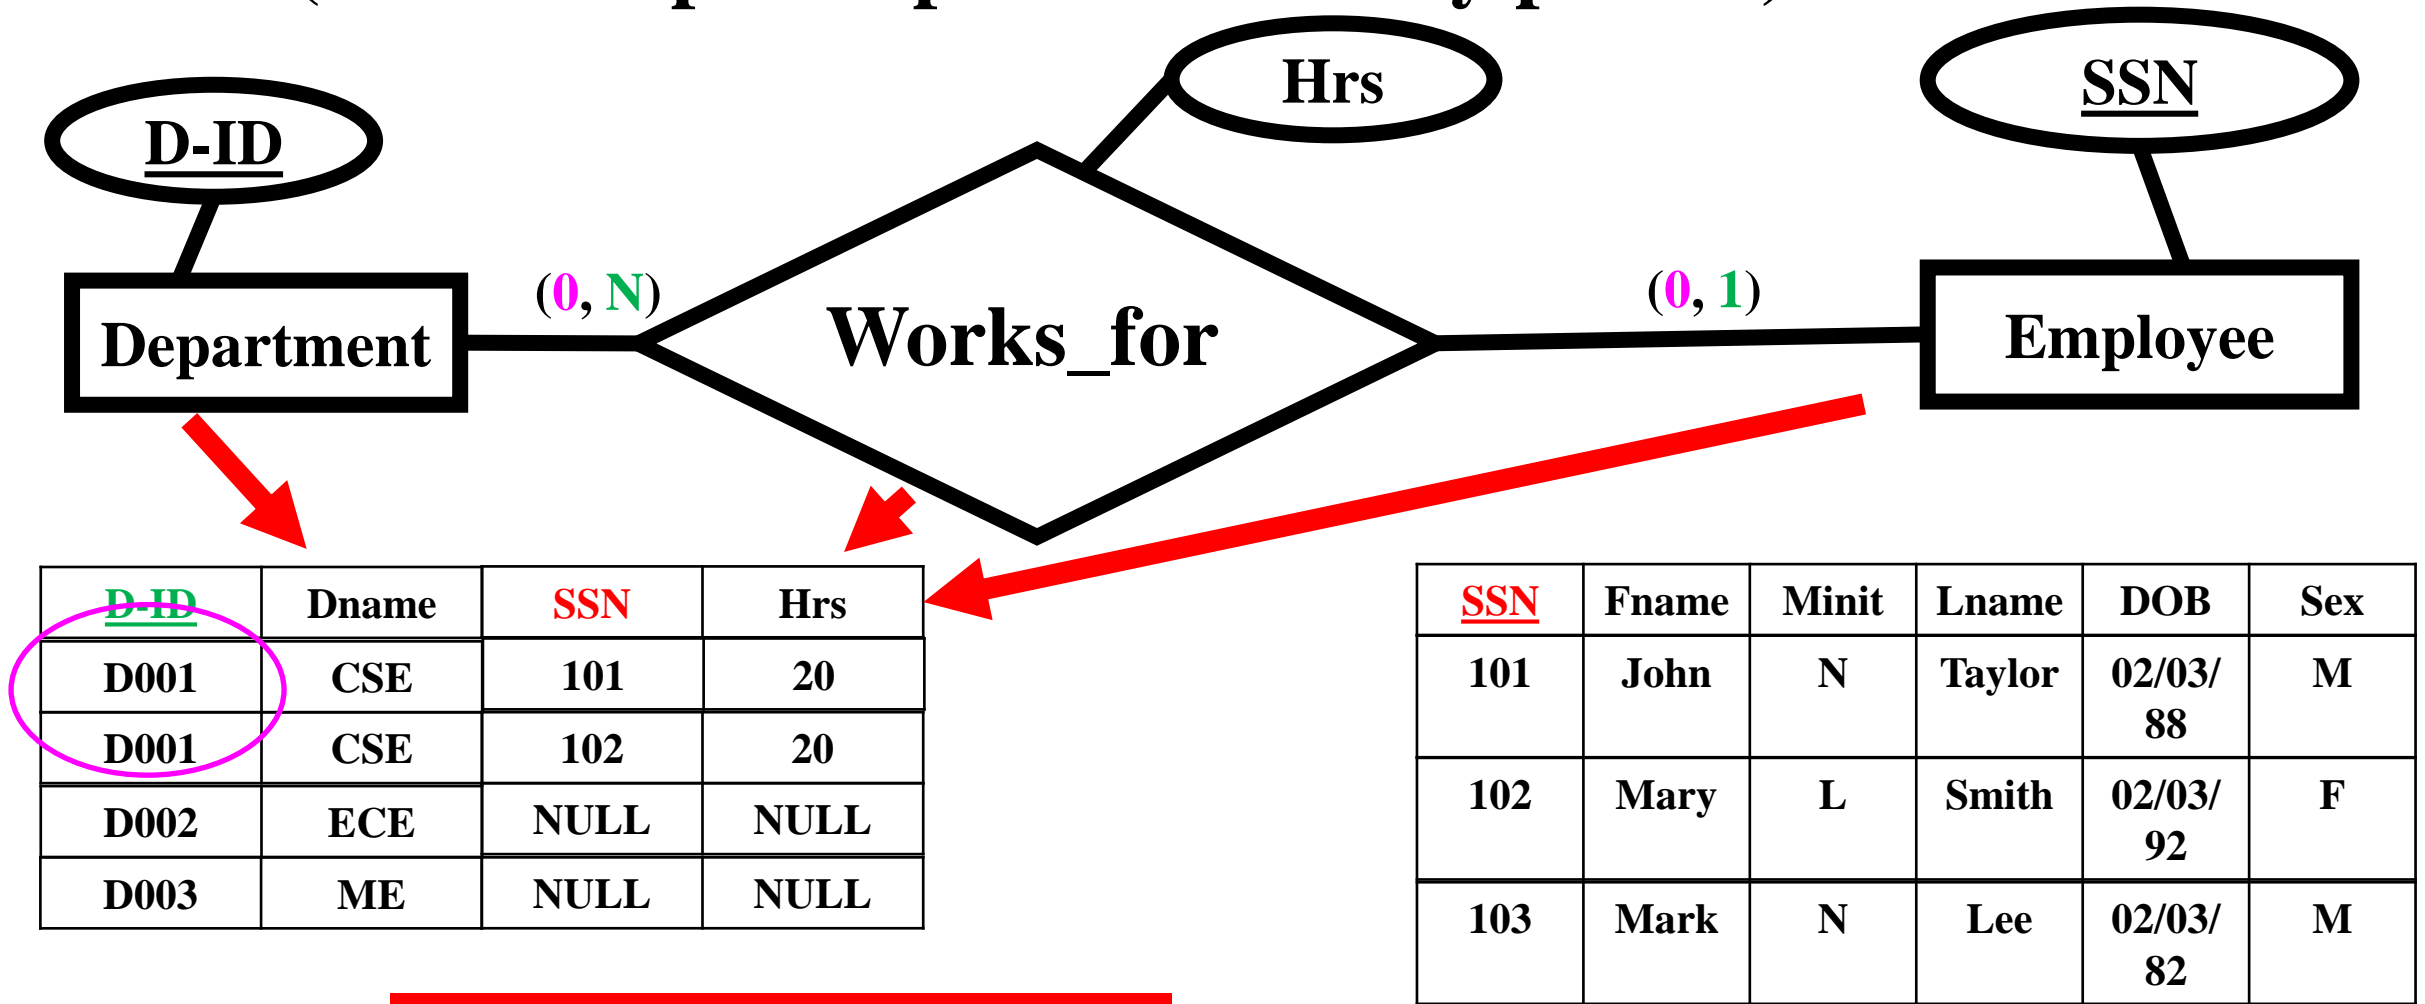 Hrs
SSN
D-ID
(0, N)
(0, 1)
Department
Works_for
Employee
D-ID Dname SSN Hrs
D001 CSE 101 20
D001 CSE 102 20
D002 ECE NULL NULL
D003 ME NULL NULL
SSN Fname Minit Lname DOB Sex
101 John N Taylor 02/03/ M
88
102 Mary L Smith 02/03/ F
92
103 Mark N Lee 02/03/ M
82